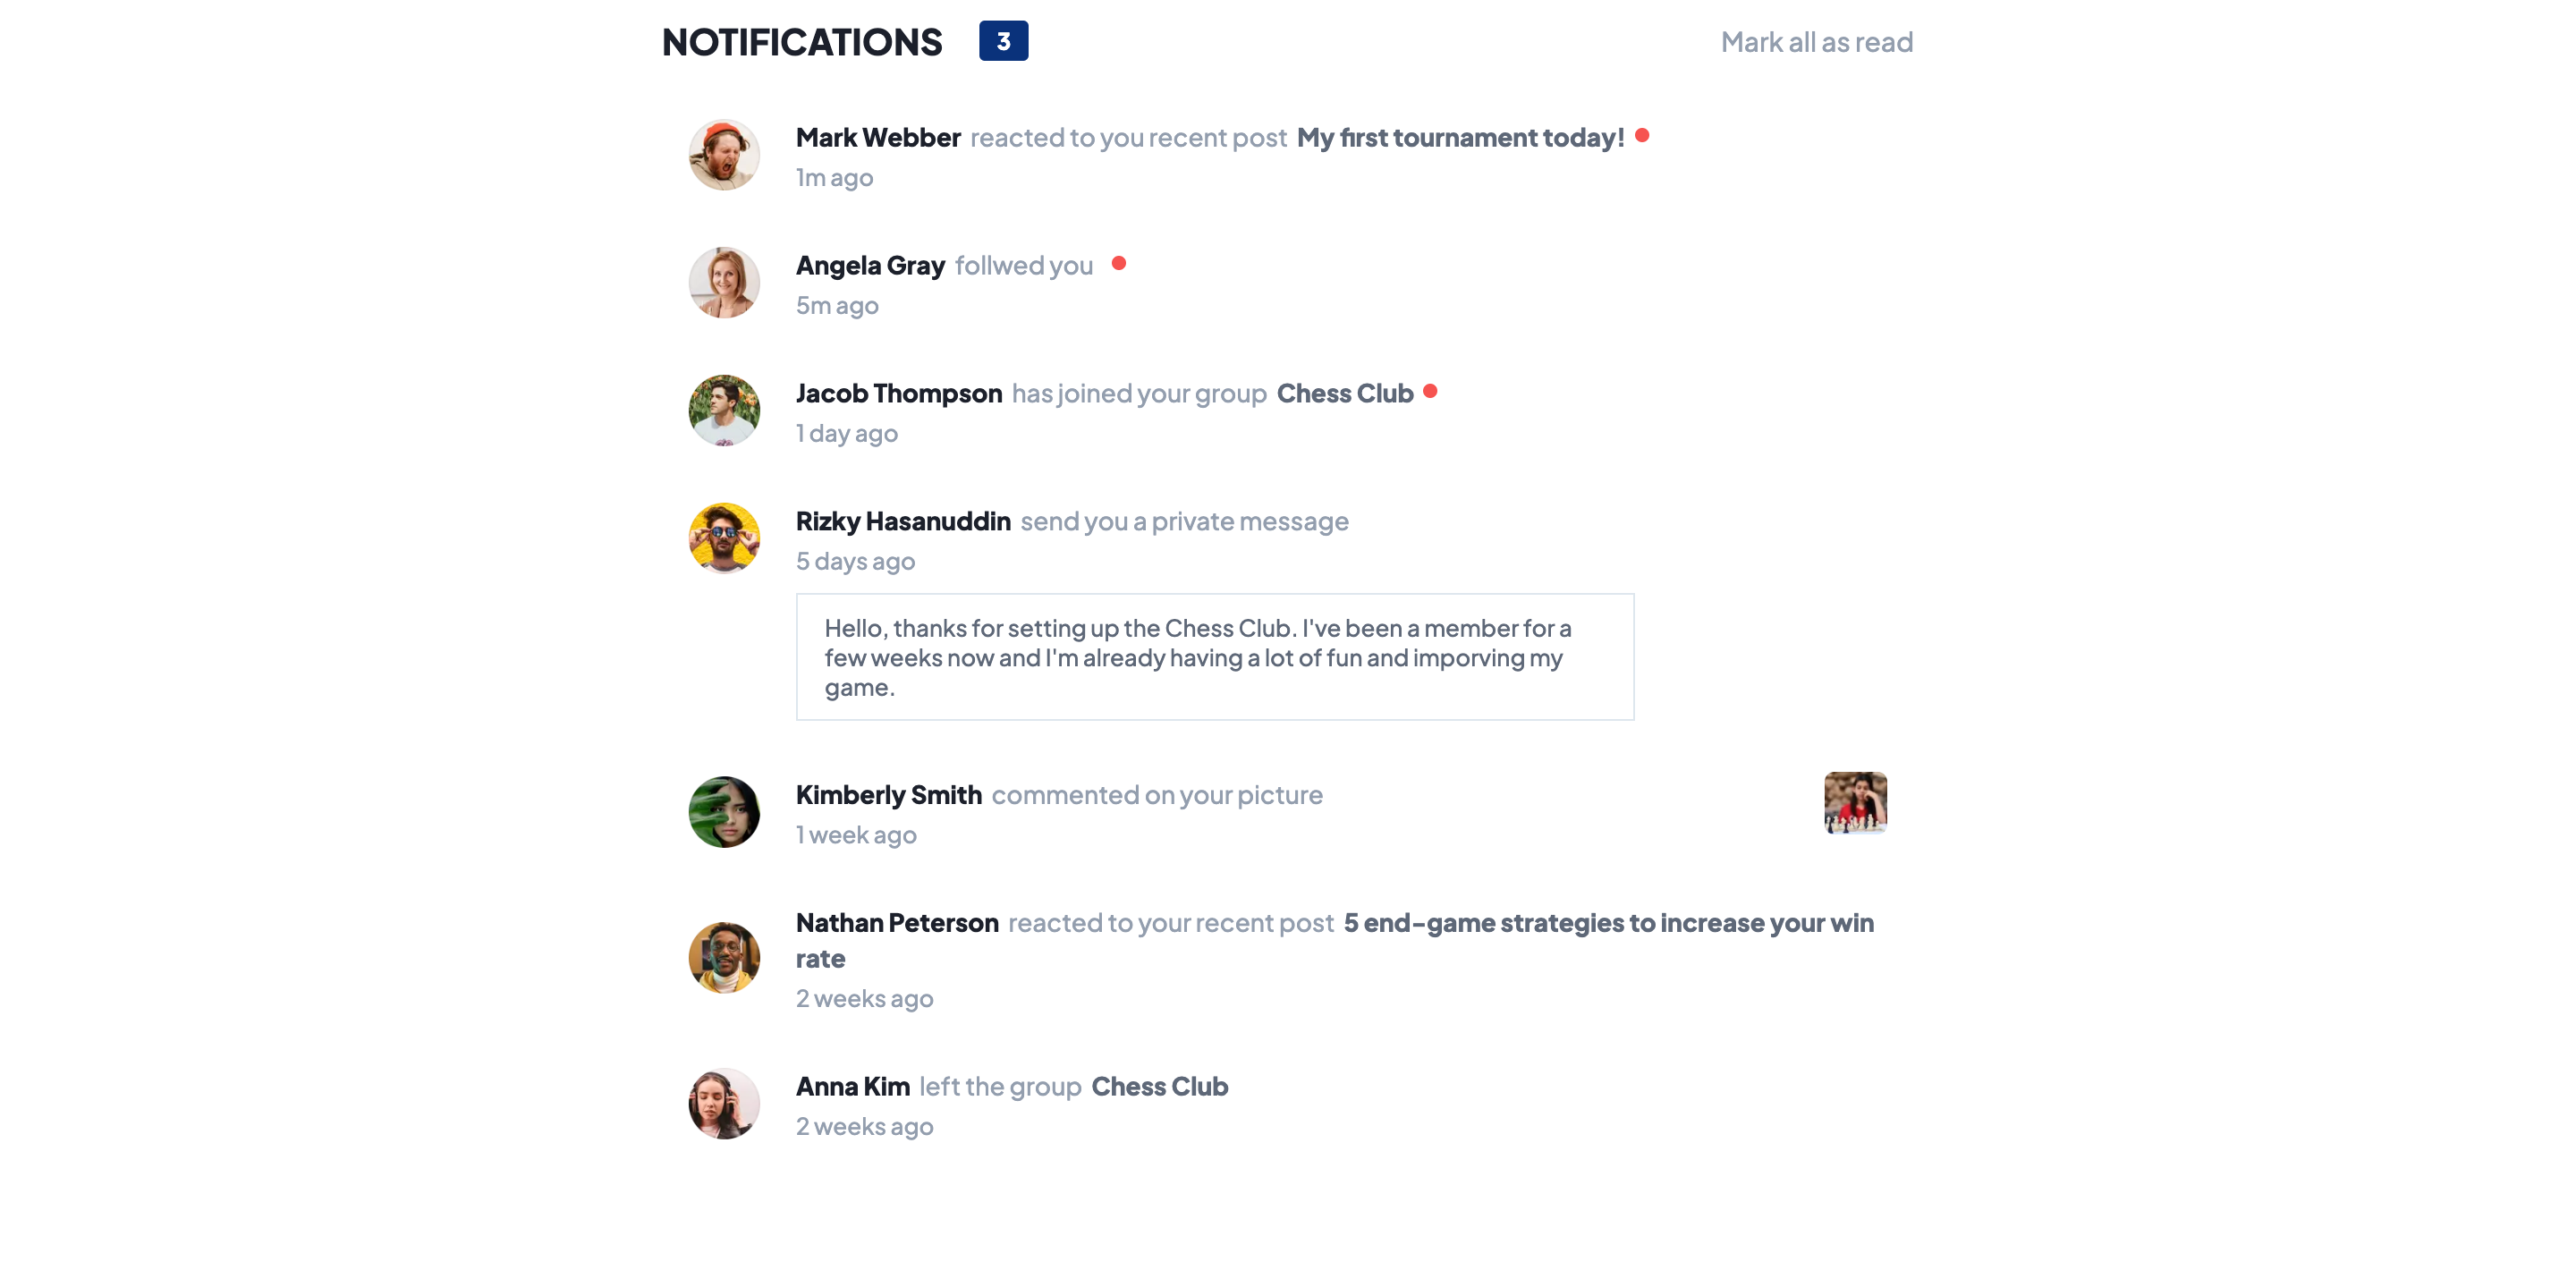 NOTIFICATIONS 3 Mark all as read
Mark Webber reacted to you recent post My first tournament today!
1m ago
Angela Gray follwed you
5m ago
Jacob Thompson has joined your group Chess Club
1 day ago
Rizky Hasanuddin send you a private message
5 days ago
Hello, thanks for setting up the Chess Club. I've been a member for a
few weeks now and I'm already having a lot of fun and imporving my
game.
Kimberly Smith commented on your picture
1 week ago
Nathan Peterson reacted to your recent post 5 end-game strategies to increase your win
rate
2 weeks ago
Anna Kim left the group Chess Club
2 weeks ago